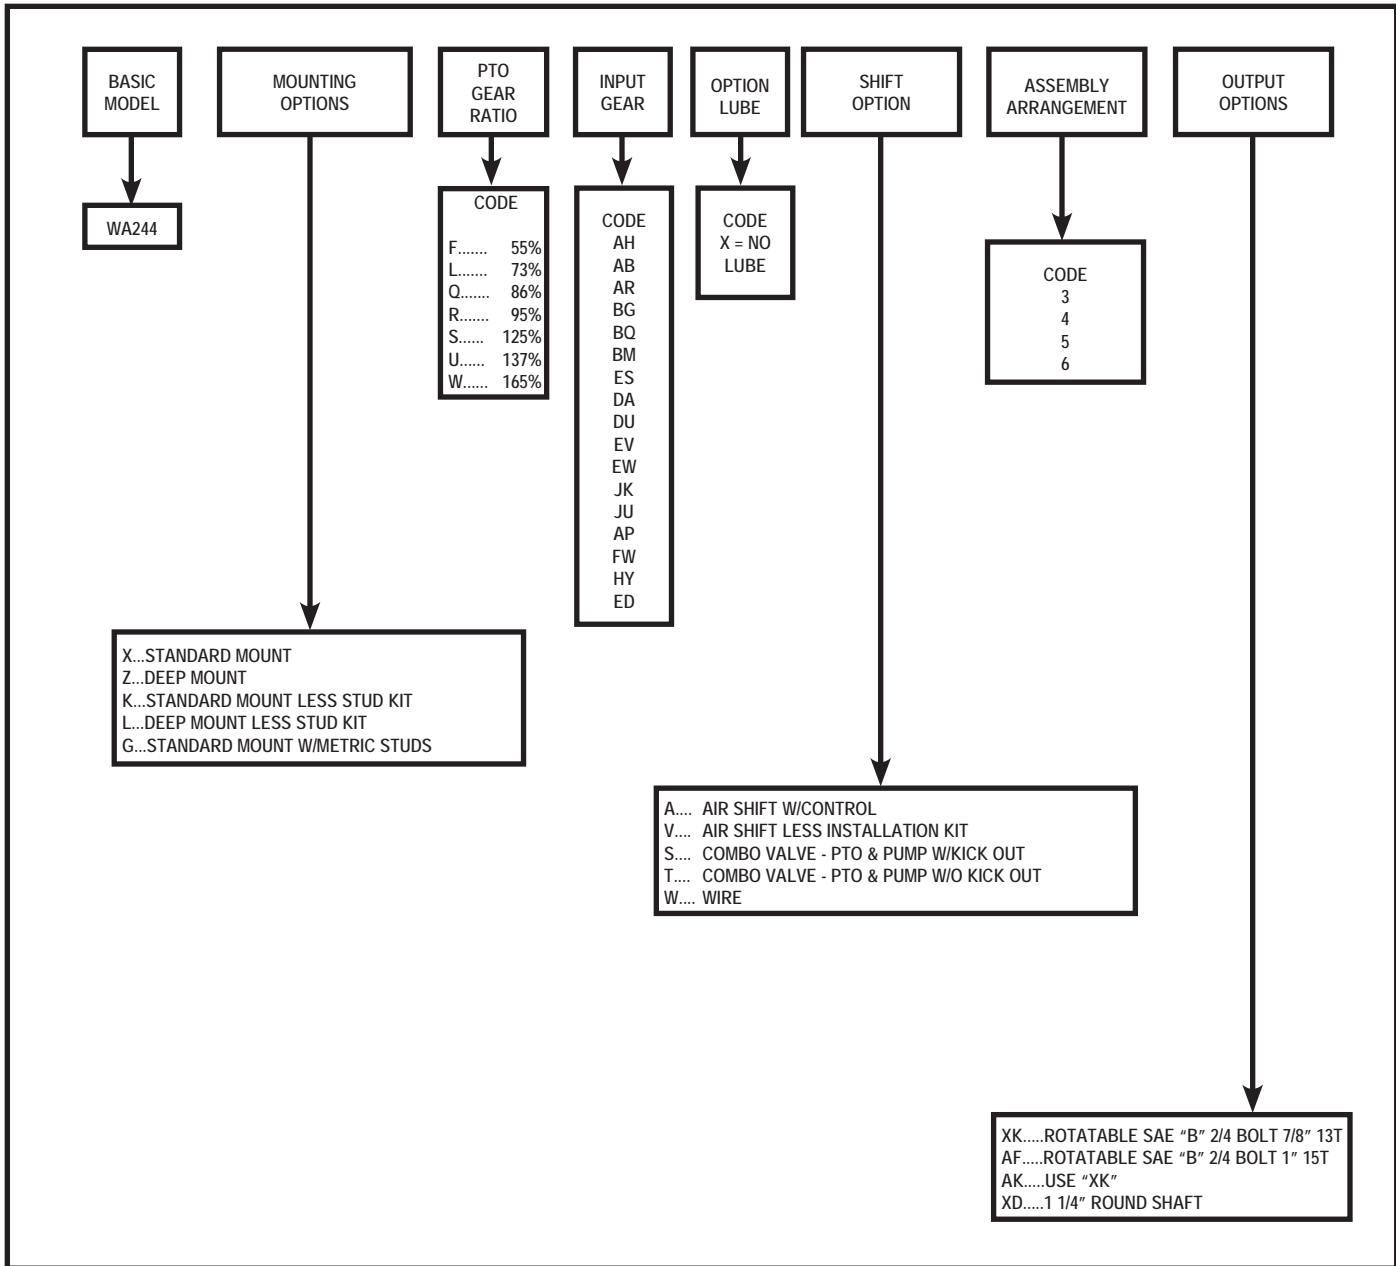 BASIC
MODEL
MOUNTING
OPTIONS
PTO
GEAR
RATIO
INPUT
GEAR
OPTION
LUBE
SHIFT
OPTION
ASSEMBLY
ARRANGEMENT
OUTPUT
OPTIONS
WA244
CODE
F....... 55%
L....... 73%
Q....... 86%
R....... 95%
S...... 125%
U...... 137%
W...... 165%
CODE
AH
AB
AR
BG
BQ
BM
ES
DA
DU
EV
EW
JK
JU
AP
FW
HY
ED
CODE
X = NO
LUBE
CODE
3
4
5
6
X...STANDARD MOUNT
Z...DEEP MOUNT
K...STANDARD MOUNT LESS STUD KIT
L...DEEP MOUNT LESS STUD KIT
G...STANDARD MOUNT W/METRIC STUDS
A.... AIR SHIFT W/CONTROL
V.... AIR SHIFT LESS INSTALLATION KIT
S.... COMBO VALVE - PTO & PUMP W/KICK OUT
T.... COMBO VALVE - PTO & PUMP W/O KICK OUT
W.... WIRE
XK.....ROTATABLE SAE “B” 2/4 BOLT 7/8” 13T
AF.....ROTATABLE SAE “B” 2/4 BOLT 1” 15T
AK.....USE “XK”
XD.....1 1/4” ROUND SHAFT